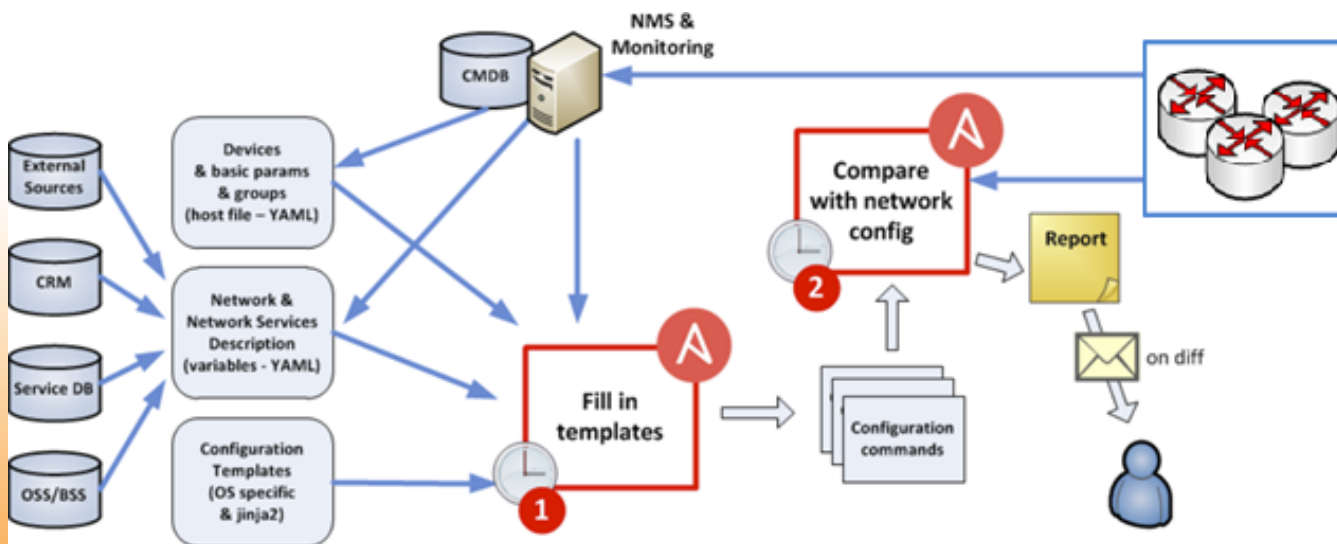 NMS &
Monitoring
CMDB
External
Sources
CRM
Service DB
OSS/BSS
Devices
& basic params
& groups
(host file – YAML)
Network &
Network Services
Description
(variables - YAML)
Configuration
Templates
(OS specific
& jinja2)
Fill in
templates
1
Configuration
commands
Compare
with network
config
2
Report
on diff